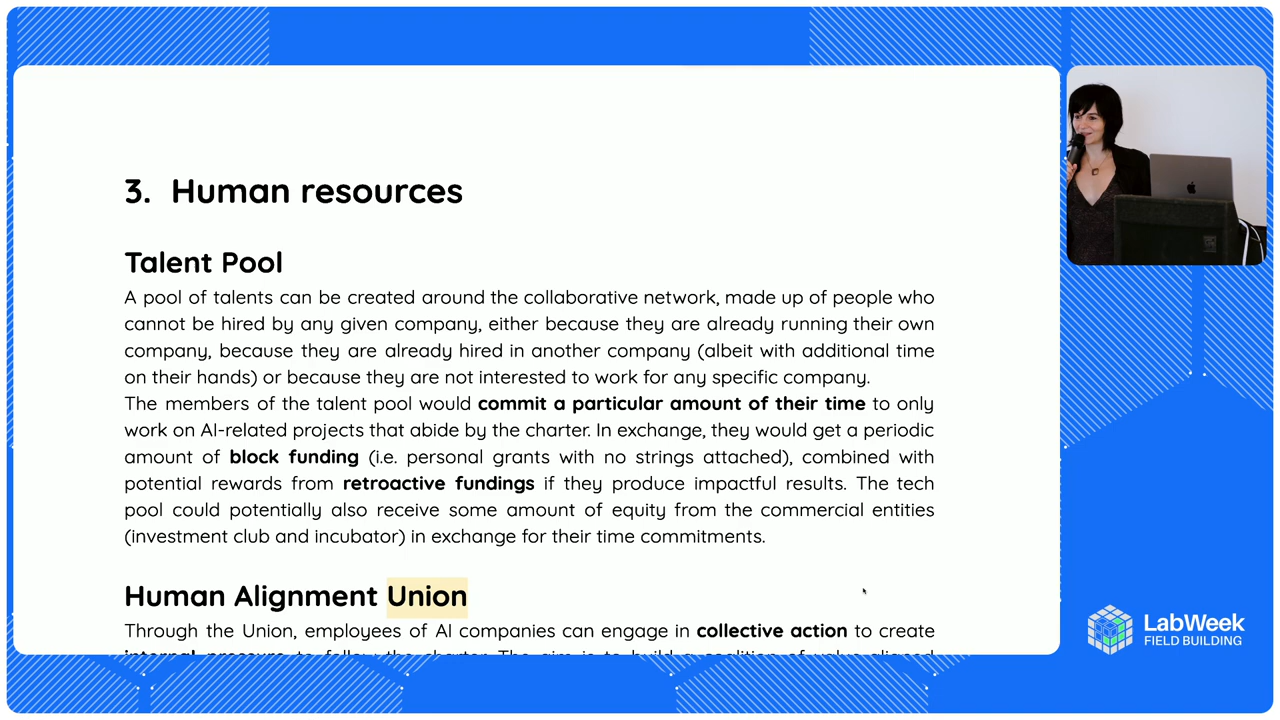 3. Human resources
Talent Pool
A pool of talents can be created around the collaborative network, made up of people who
cannot be hired by any given company, either because they are already running their own
company, because they are already hired in another company (albeit with additional time
on their hands) or because they are not interested to work for any specific company.
The members of the talent pool would commit a particular amount of their time to only
work on AI-related projects that abide by the charter. In exchange, they would get a periodic
amount of block funding (i.e. personal grants with no strings attached), combined with
potential rewards from retroactive fundings if they produce impactful results. The tech
pool could potentially also receive some amount of equity from the commercial entities
(investment club and incubator) in exchange for their time commitments.
Human Alignment Union
Through the Union, employees of AI companies can engage in collective action to create
internal pressure to follow the charter. The aim is to build a coalition of value-aligned
LabWeek
FIELD BUILDING